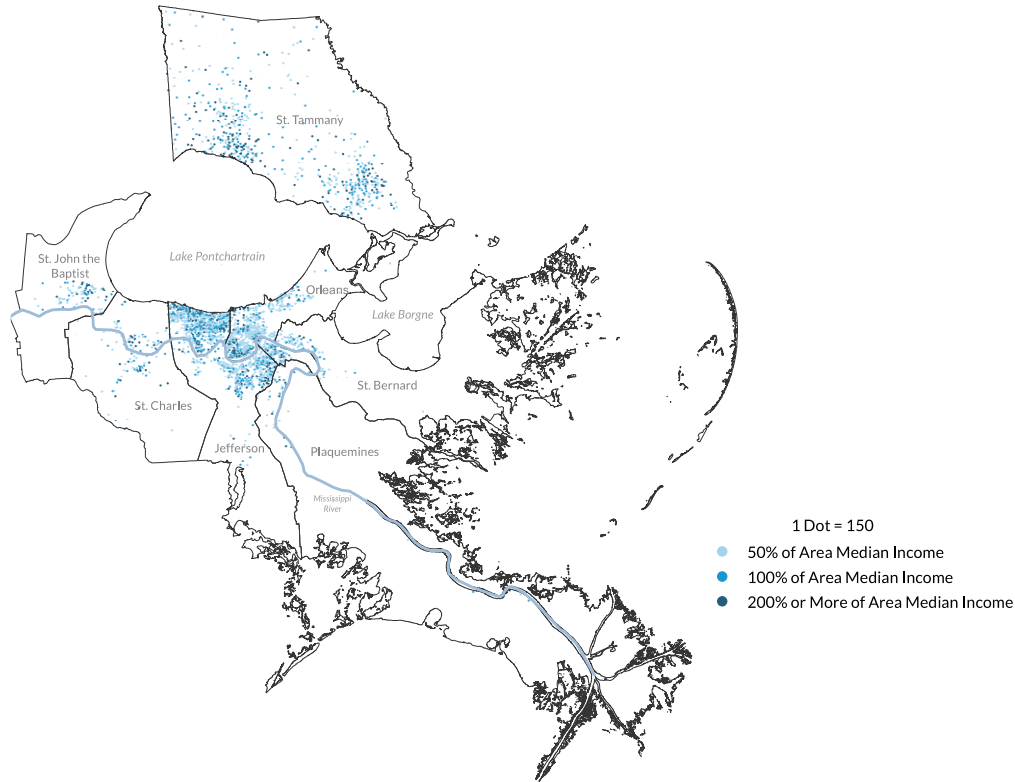 St. Tammany
Lake Pontchartrain
St. John the
Baptist
Orleans
Lake Borgne
St. Bernard
St. Charles
Jefferson
Plaquemines
Mississippi
River
1 Dot = 150
50% of Area Median Income
100% of Area Median Income
200% or More of Area Median Income